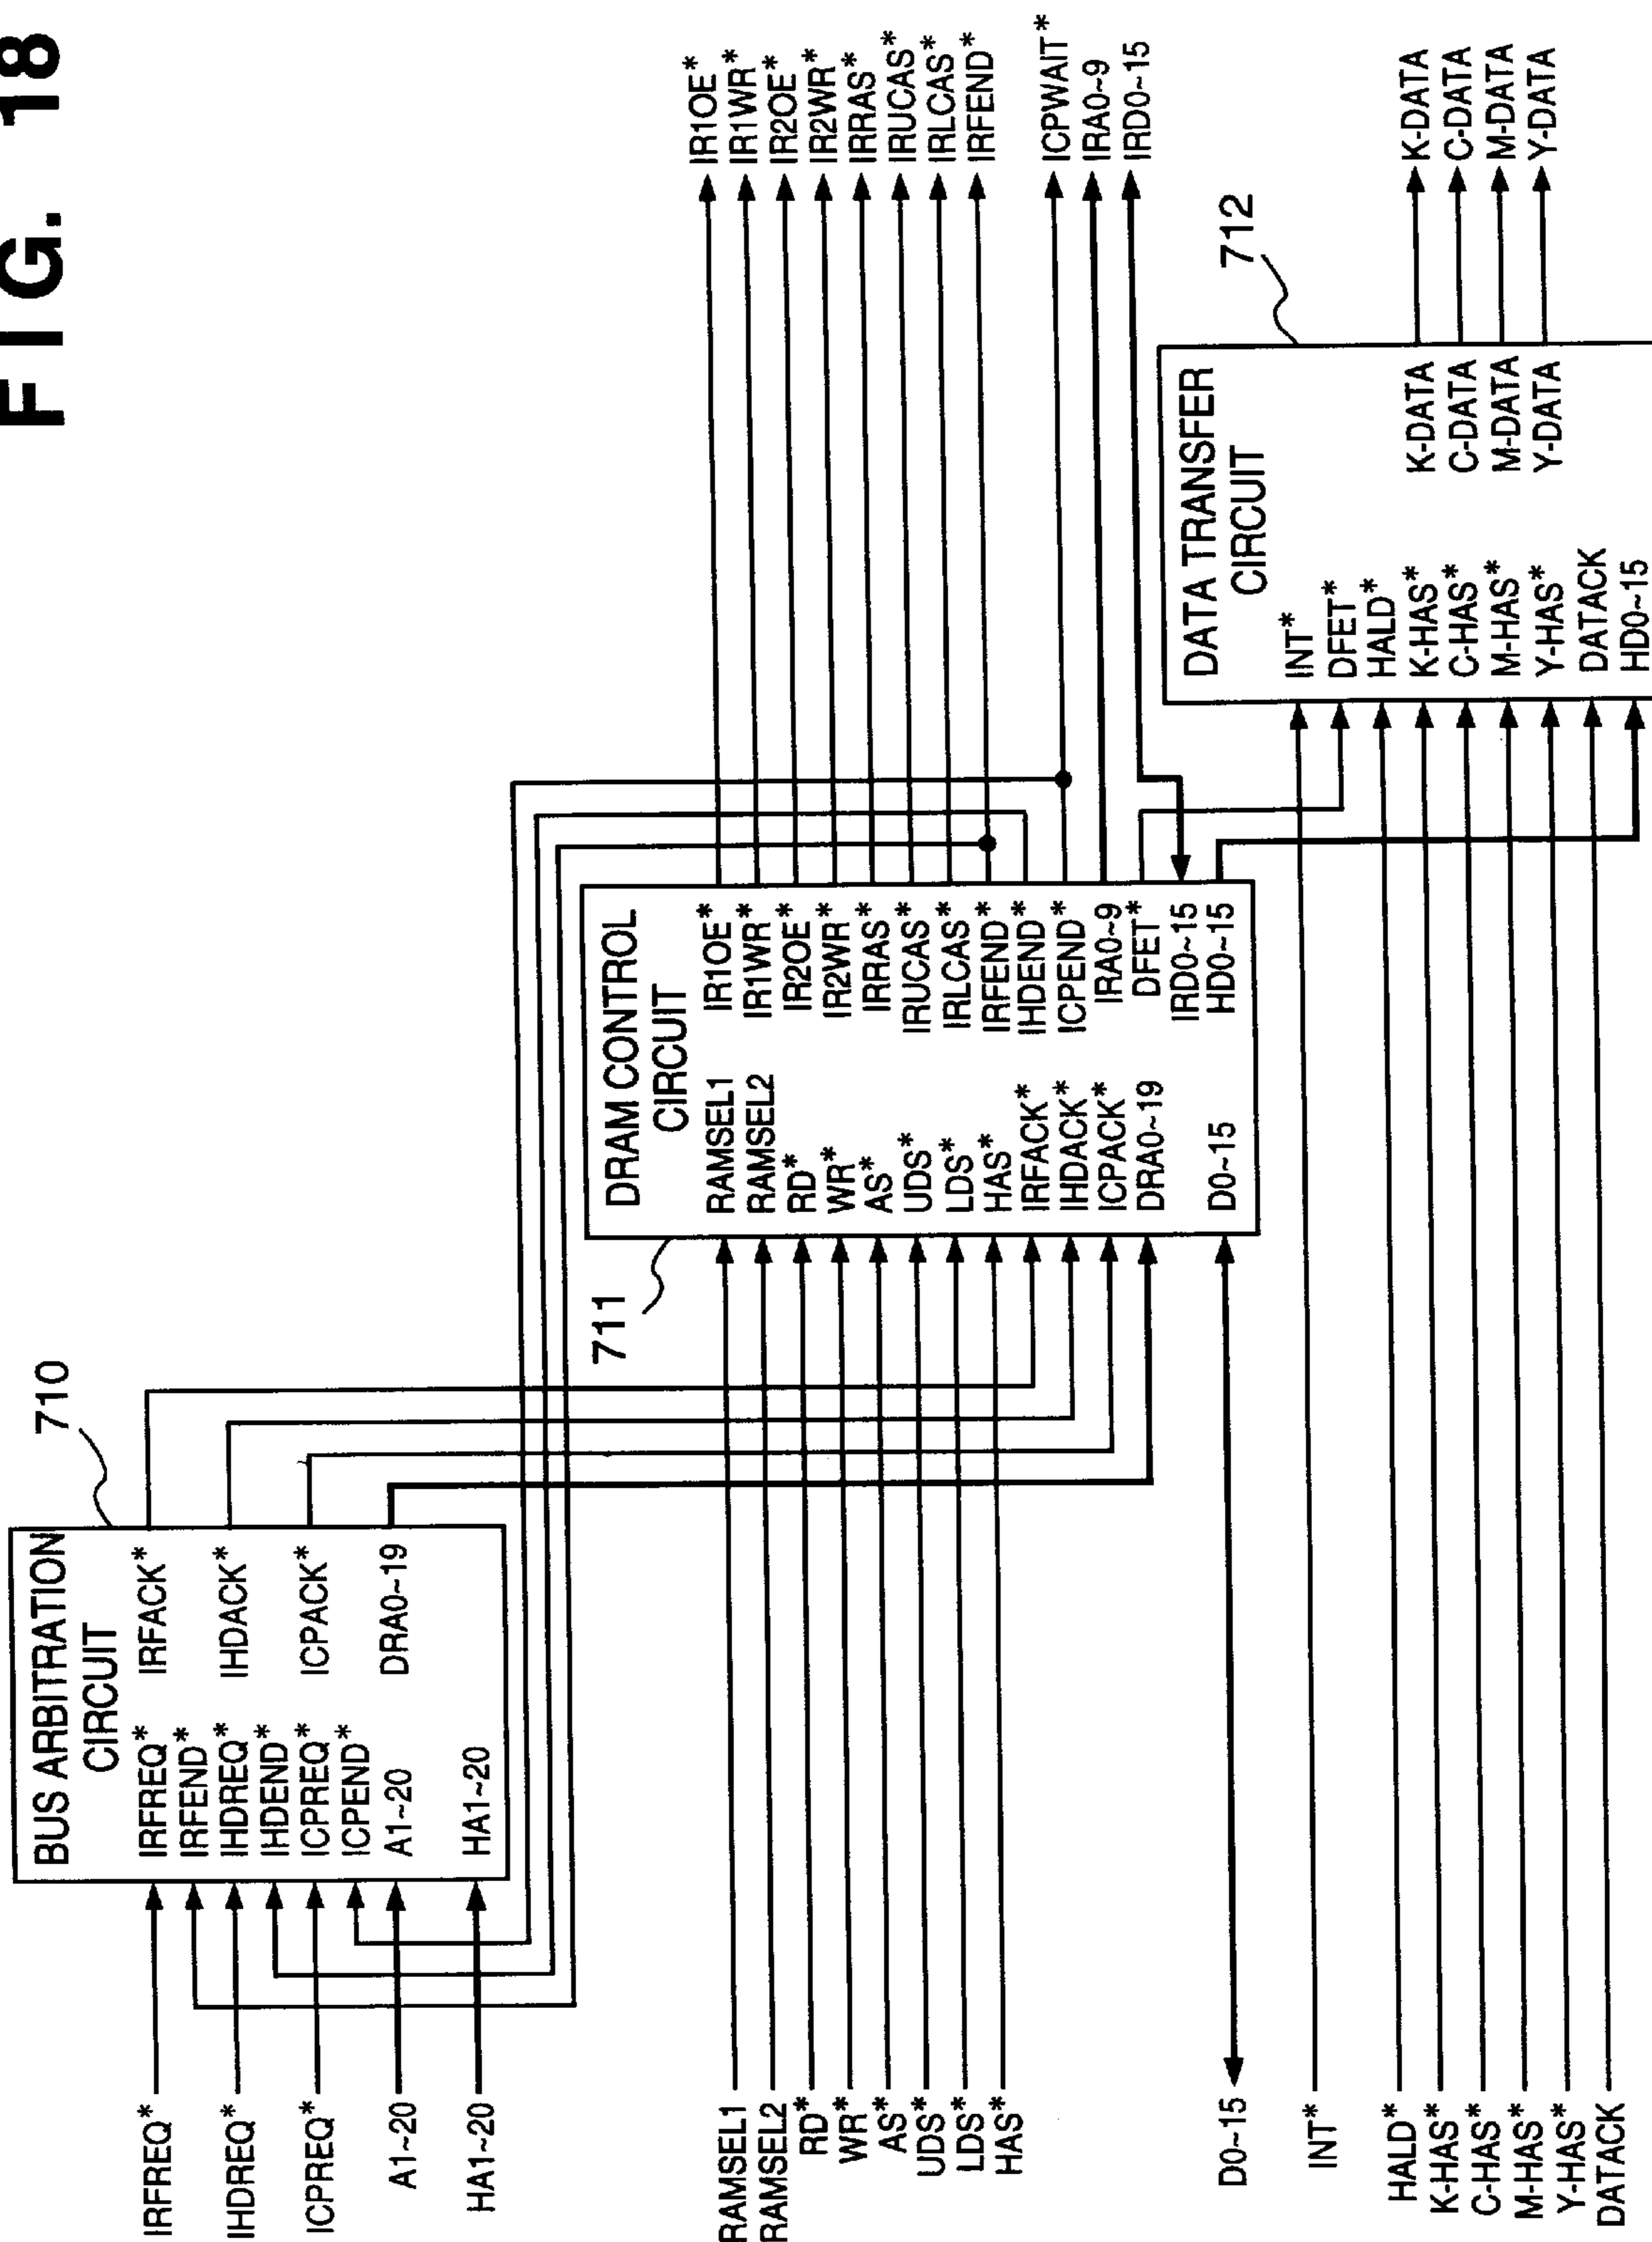 FIG. 18
710
BUS ARBITRATION
CIRCUIT
IRFREQ*
IRFEND*
IHDREQ*
IHDEND*
ICPREQ*
ICPEND*
A1~20
HA1~20
IRFACK*
IHDACK*
ICPACK*
DRA0~19
IRFREQ*
IHDREQ*
ICPREQ*
A1~20
HA1~20
711
DRAM CONTROL
CIRCUIT
RAMSEL1
RAMSEL2
RD*
WR*
AS*
UDS*
LDS*
HAS*
IRFACK*
IHDACK*
ICPACK*
DRA0~19
D0~15
IR1OE*
IR1WR*
IR2OE*
IR2WR*
IRRAS*
IRUCAS*
IRLCAS*
IRFEND*
IHDEND*
ICPEND*
IRA0~9
DFET*
IRD0~15
HD0~15
RAMSEL1
RAMSEL2
RD*
WR*
AS*
UDS*
LDS*
HAS*
D0~15
IR1OE*
IR1WR*
IR2OE*
IR2WR*
IRRAS*
IRUCAS*
IRLCAS*
IRFEND*
ICPWAIT*
IRA0~9
IRD0~15
712
DATA TRANSFER
CIRCUIT
INT*
DFET*
HALD*
K-HAS*
C-HAS*
M-HAS*
Y-HAS*
DATACK
HD0~15
K-DATA
C-DATA
M-DATA
Y-DATA
K-DATA
C-DATA
M-DATA
Y-DATA
INT*
HALD*
K-HAS*
C-HAS*
M-HAS*
Y-HAS*
DATACK